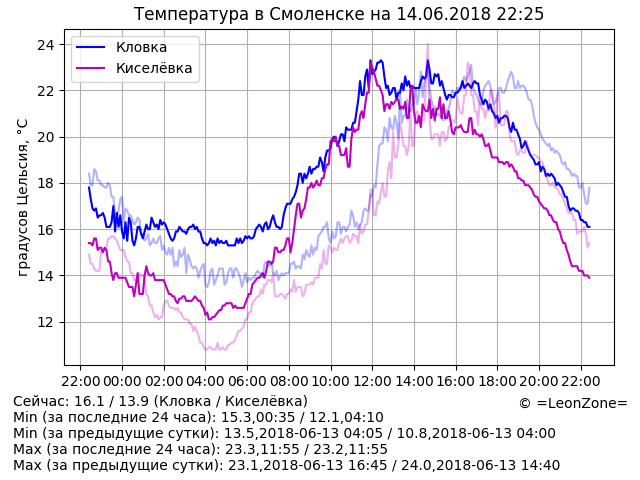 Температура в Смоленске на 14.06.2018 22:25
Кловка
Киселёвка
градусов Цельсия, °C
24
22
20
18
16
14
12
22:00 00:00 02:00 04:00 06:00 08:00 10:00 12:00 14:00 16:00 18:00 20:00 22:00
Сейчас: 16.1 / 13.9 (Кловка / Киселёвка)
© =LeonZone=
Min (за последние 24 часа): 15.3,00:35 / 12.1,04:10
Min (за предыдущие сутки): 13.5,2018-06-13 04:05 / 10.8,2018-06-13 04:00
Max (за последние 24 часа): 23.3,11:55 / 23.2,11:55
Max (за предыдущие сутки): 23.1,2018-06-13 16:45 / 24.0,2018-06-13 14:40